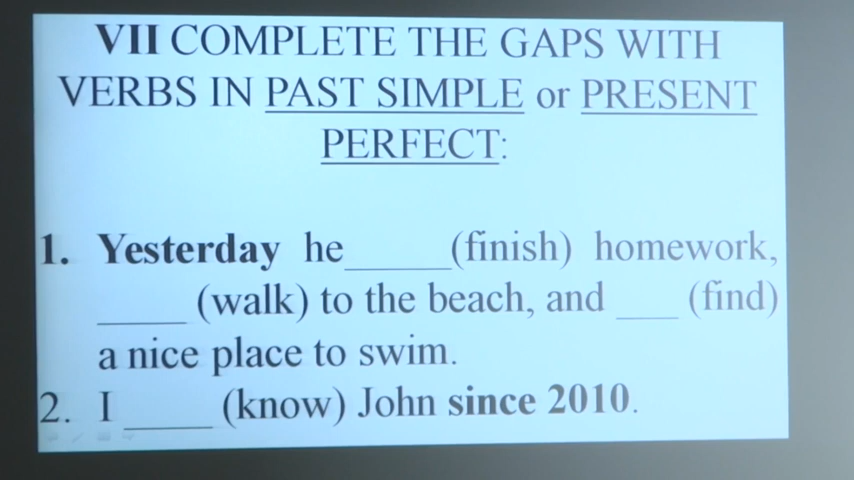 VII COMPLETE THE GAPS WITH
VERBS IN PAST SIMPLE or PRESENT
PERFECT:
1. Yesterday he_____(finish) homework,
_____ (walk) to the beach, and ____ (find)
a nice place to swim.
2. I _____ (know) John since 2010.